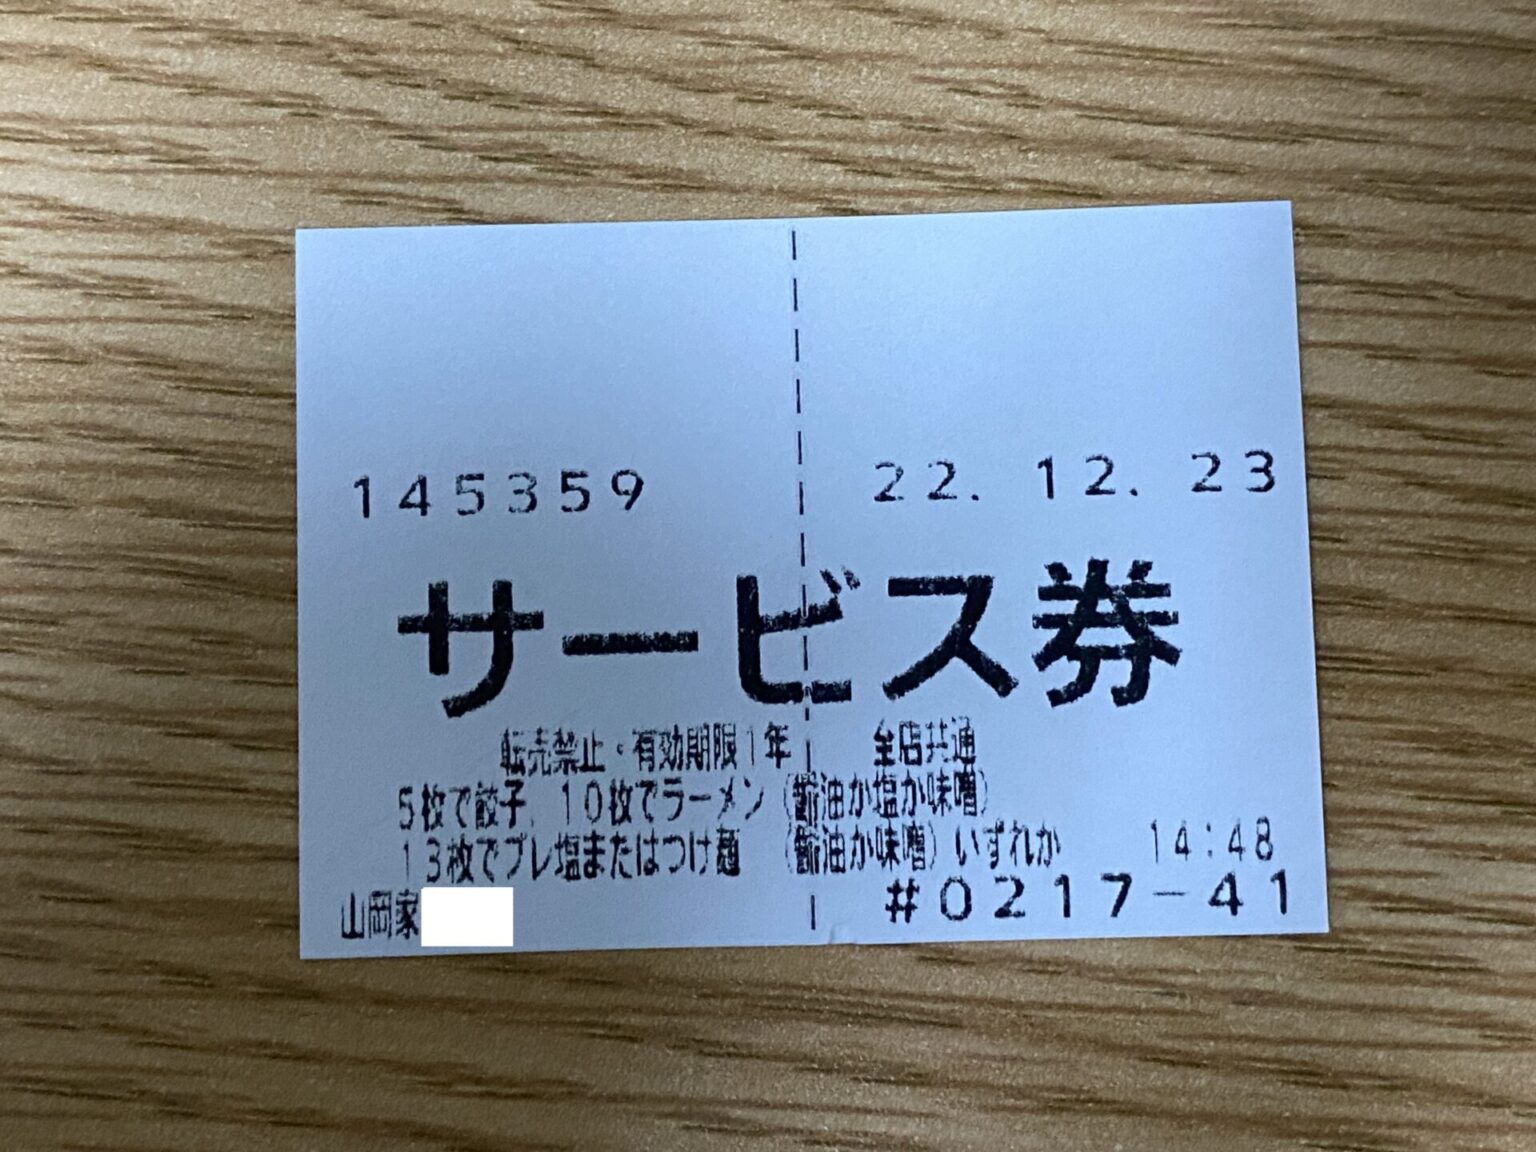 145359 22.12.23
サービス券
転売禁止・有効期限1年 全店共通
5枚で餃子、10枚でラーメン（醤油か塩か味噌）
13枚でプレ塩またはつけ麺 （醤油か味噌）いずれか 14:48
山岡家 #0217-41